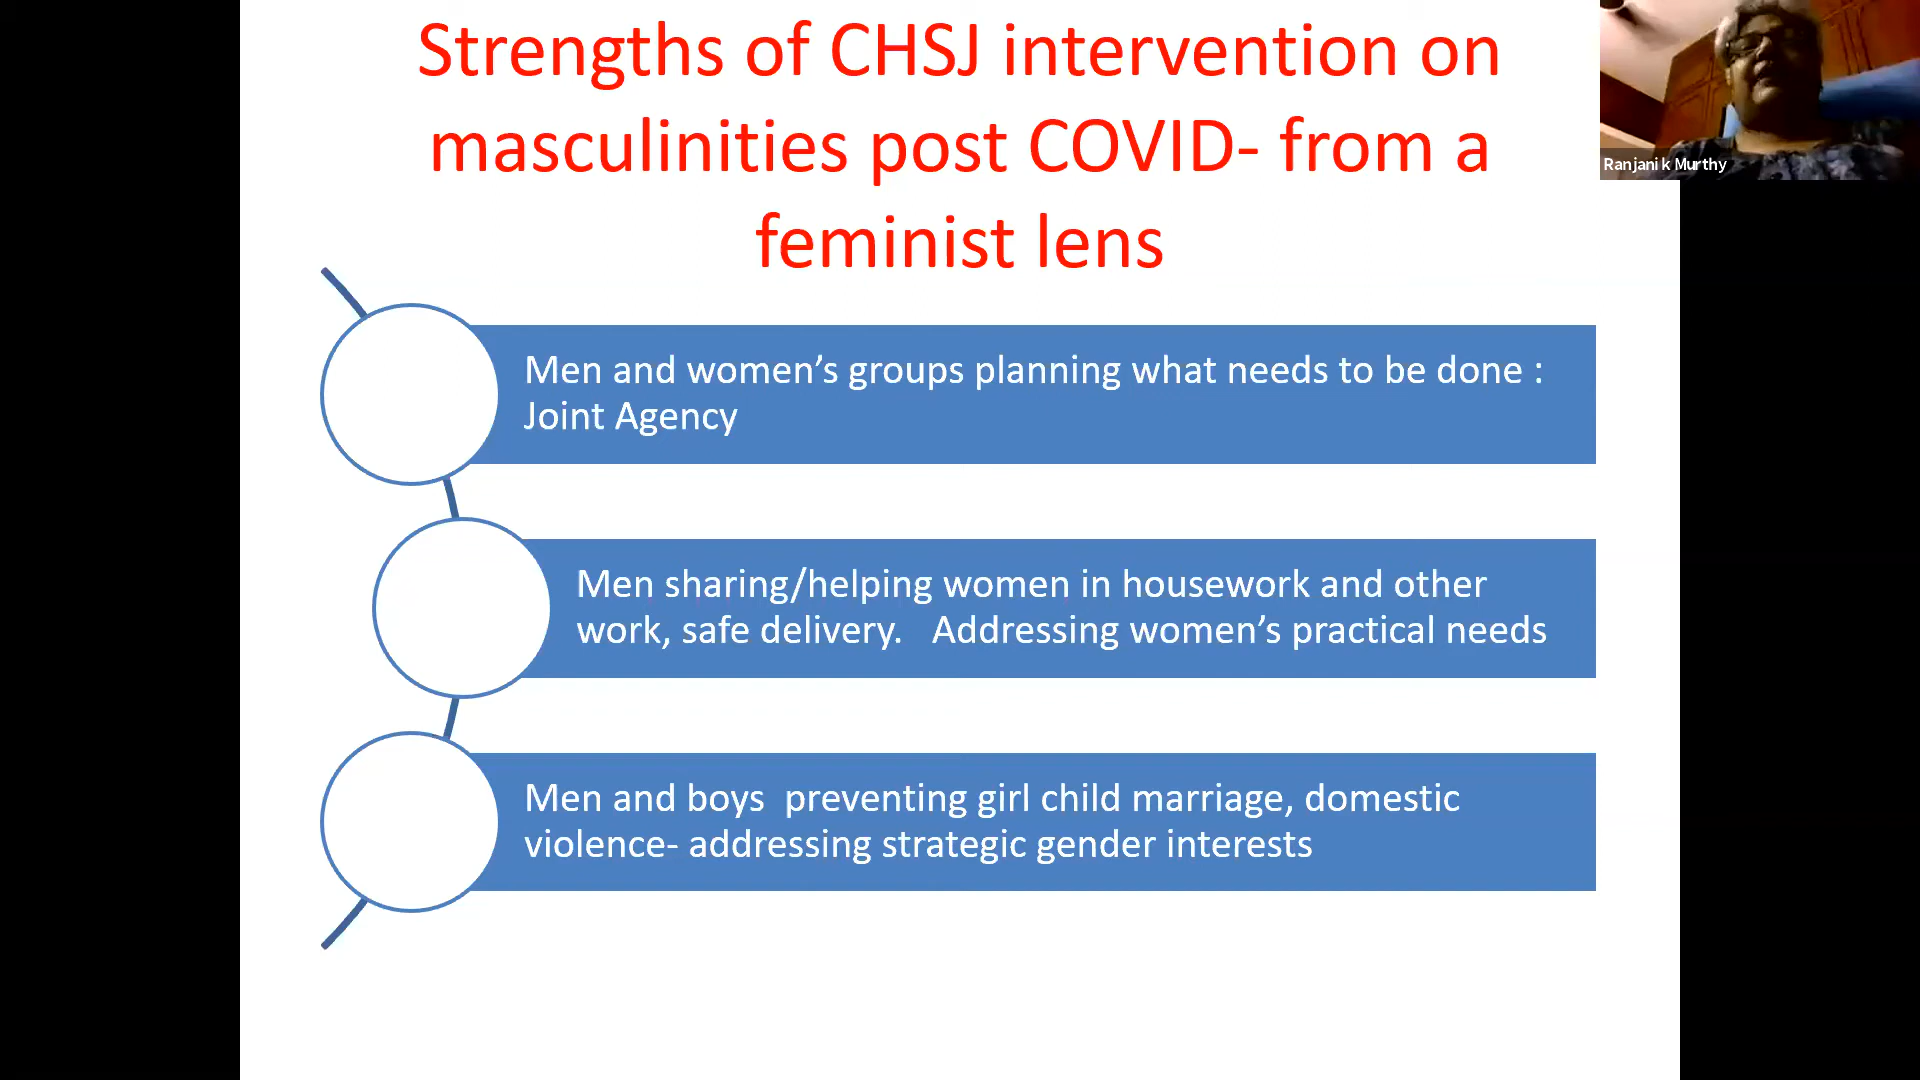 Strengths of CHSJ intervention on
masculinities post COVID- from a
feminist lens
Ranjani k Murthy
Men and women’s groups planning what needs to be done :
Joint Agency
Men sharing/helping women in housework and other
work, safe delivery.   Addressing women’s practical needs
Men and boys  preventing girl child marriage, domestic
violence- addressing strategic gender interests